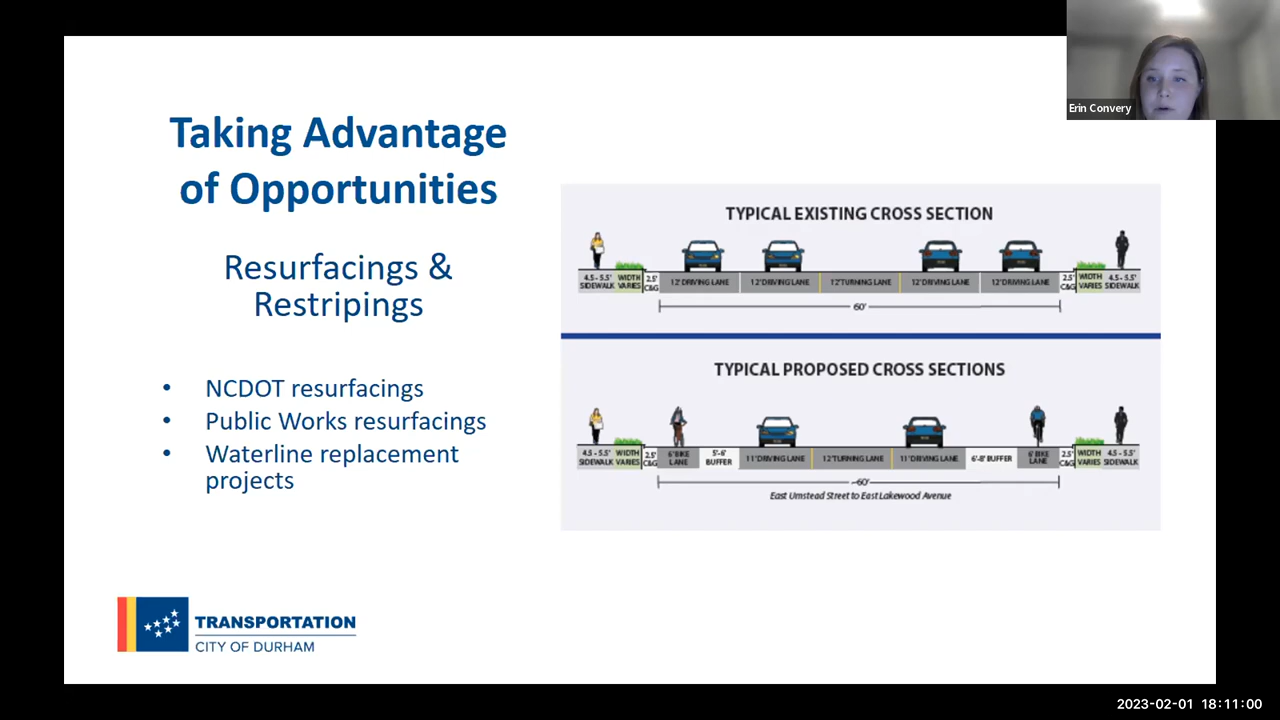 Erin Convery
Taking Advantage
of Opportunities
Resurfacings &
Restripings
• NCDOT resurfacings
• Public Works resurfacings
• Waterline replacement
projects
TYPICAL EXISTING CROSS SECTION
4.5 - 5.5' SIDEWALK WIDTH VARIES 2.5' C&G 12' DRIVING LANE 12' DRIVING LANE 12' TURNING LANE 12' DRIVING LANE 12' DRIVING LANE 2.5' C&G WIDTH VARIES 4.5 - 5.5' SIDEWALK
60'
TYPICAL PROPOSED CROSS SECTIONS
4.5 - 5.5' SIDEWALK WIDTH VARIES 2.5' C&G 6' BIKE LANE 5'-6' BUFFER 11' DRIVING LANE 12' TURNING LANE 11' DRIVING LANE 6'-8' BUFFER 6' BIKE LANE 2.5' C&G WIDTH VARIES 4.5 - 5.5' SIDEWALK
~60'
East Umstead Street to East Lakewood Avenue
TRANSPORTATION
CITY OF DURHAM
2023-02-01 18:11:00